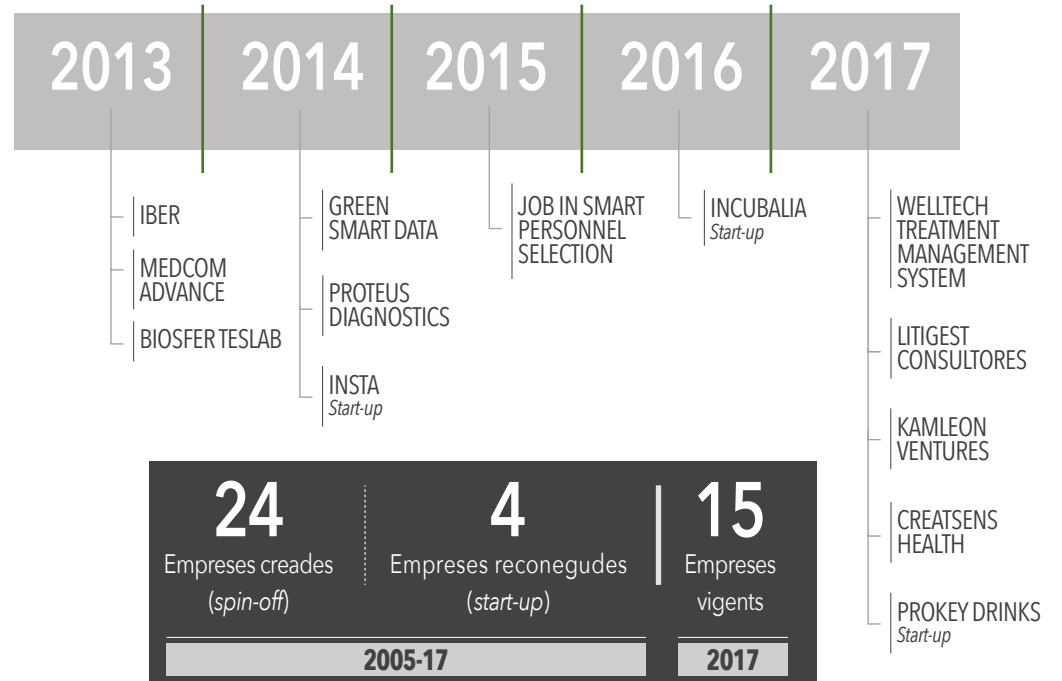 2013
2014
2015
2016
2017
IBER
MEDCOM
ADVANCE
BIOSFER TESLAB
GREEN
SMART DATA
PROTEUS
DIAGNOSTICS
INSTA
Start-up
JOB IN SMART
PERSONNEL
SELECTION
INCUBALIA
Start-up
WELLTECH
TREATMENT
MANAGEMENT
SYSTEM
LITIGEST
CONSULTORES
KAMLEON
VENTURES
CREATSENS
HEALTH
PROKEY DRINKS
Start-up
24
Empreses creades
(spin-off)
4
Empreses reconegudes
(start-up)
15
Empreses
vigents
2005-17
2017